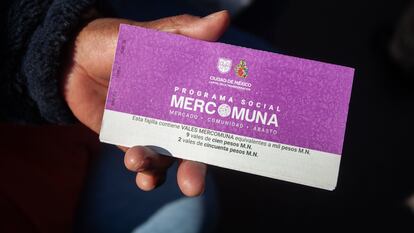 CIUDAD DE MÉXICO
PROGRAMA SOCIAL
MERCOMUNA
MERCADO • COMUNIDAD • ABASTO
Esta fajilla contiene VALES MERCOMUNA equivalentes a mil pesos M.N.
9 vales de cien pesos M.N.
2 vales de cincuenta pesos M.N.